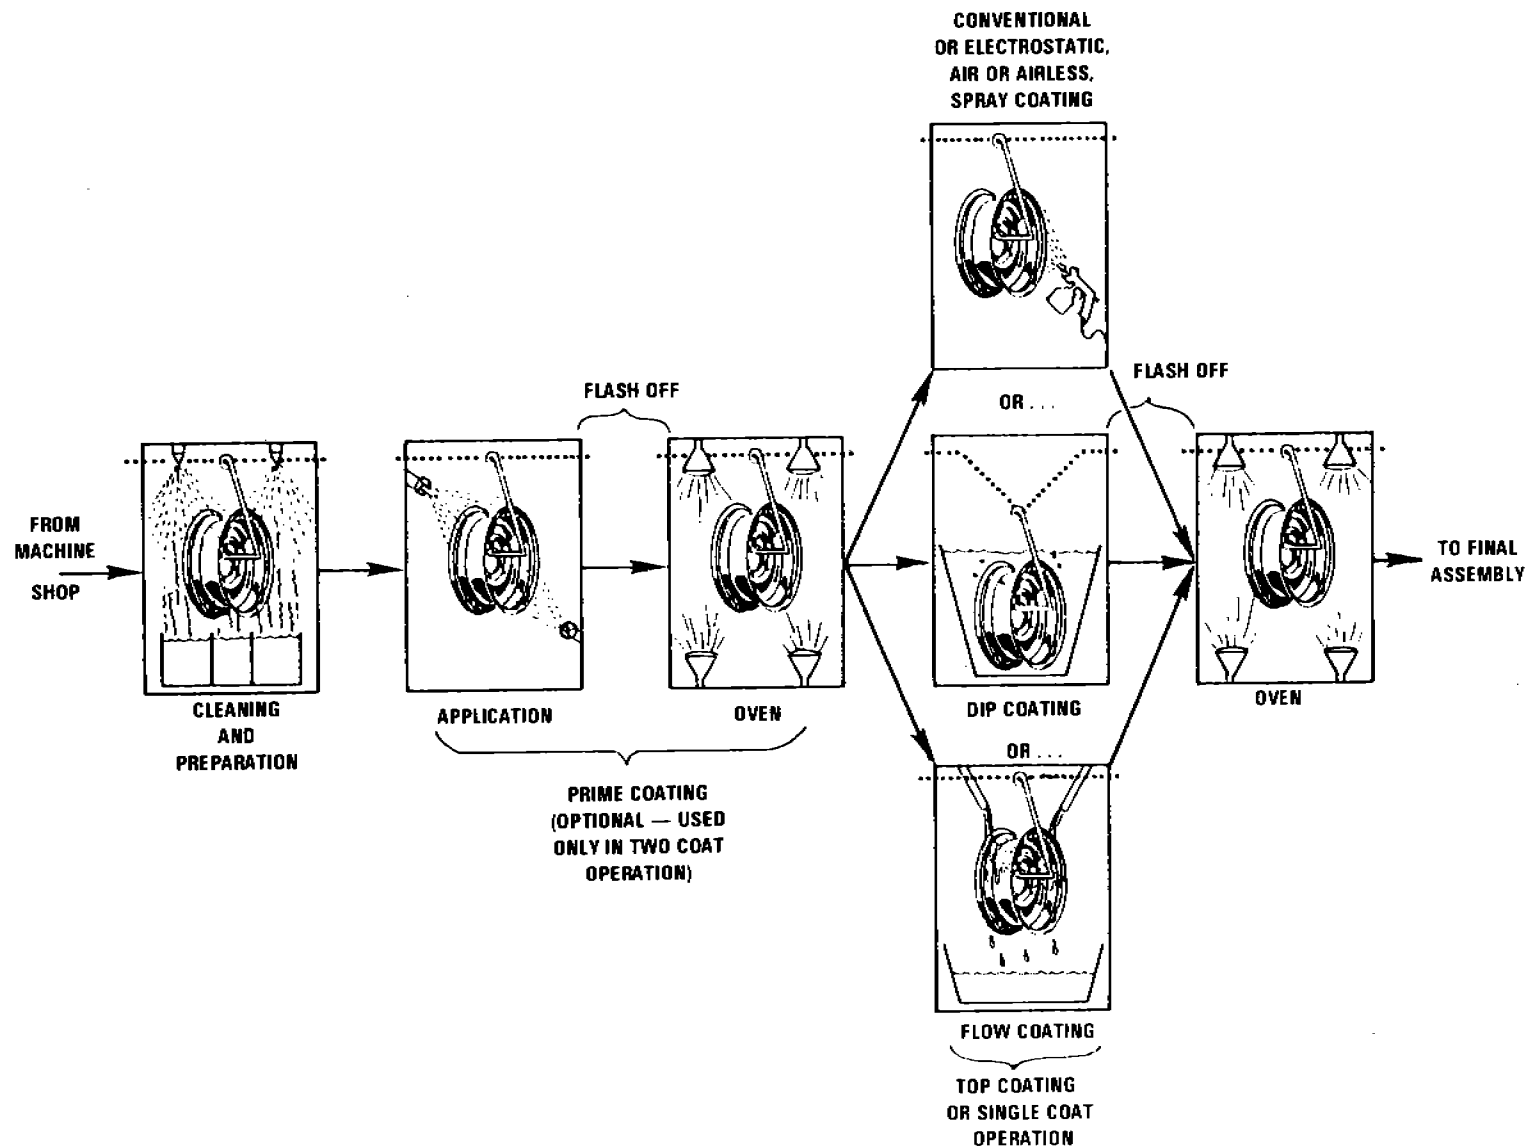 CONVENTIONAL
OR ELECTROSTATIC,
AIR OR AIRLESS,
SPRAY COATING
FLASH OFF
FLASH OFF
OR . . .
FROM
MACHINE
SHOP
TO FINAL
ASSEMBLY
CLEANING
AND
PREPARATION
APPLICATION
OVEN
DIP COATING
OVEN
OR . . .
PRIME COATING
(OPTIONAL — USED
ONLY IN TWO COAT
OPERATION)
FLOW COATING
TOP COATING
OR SINGLE COAT
OPERATION